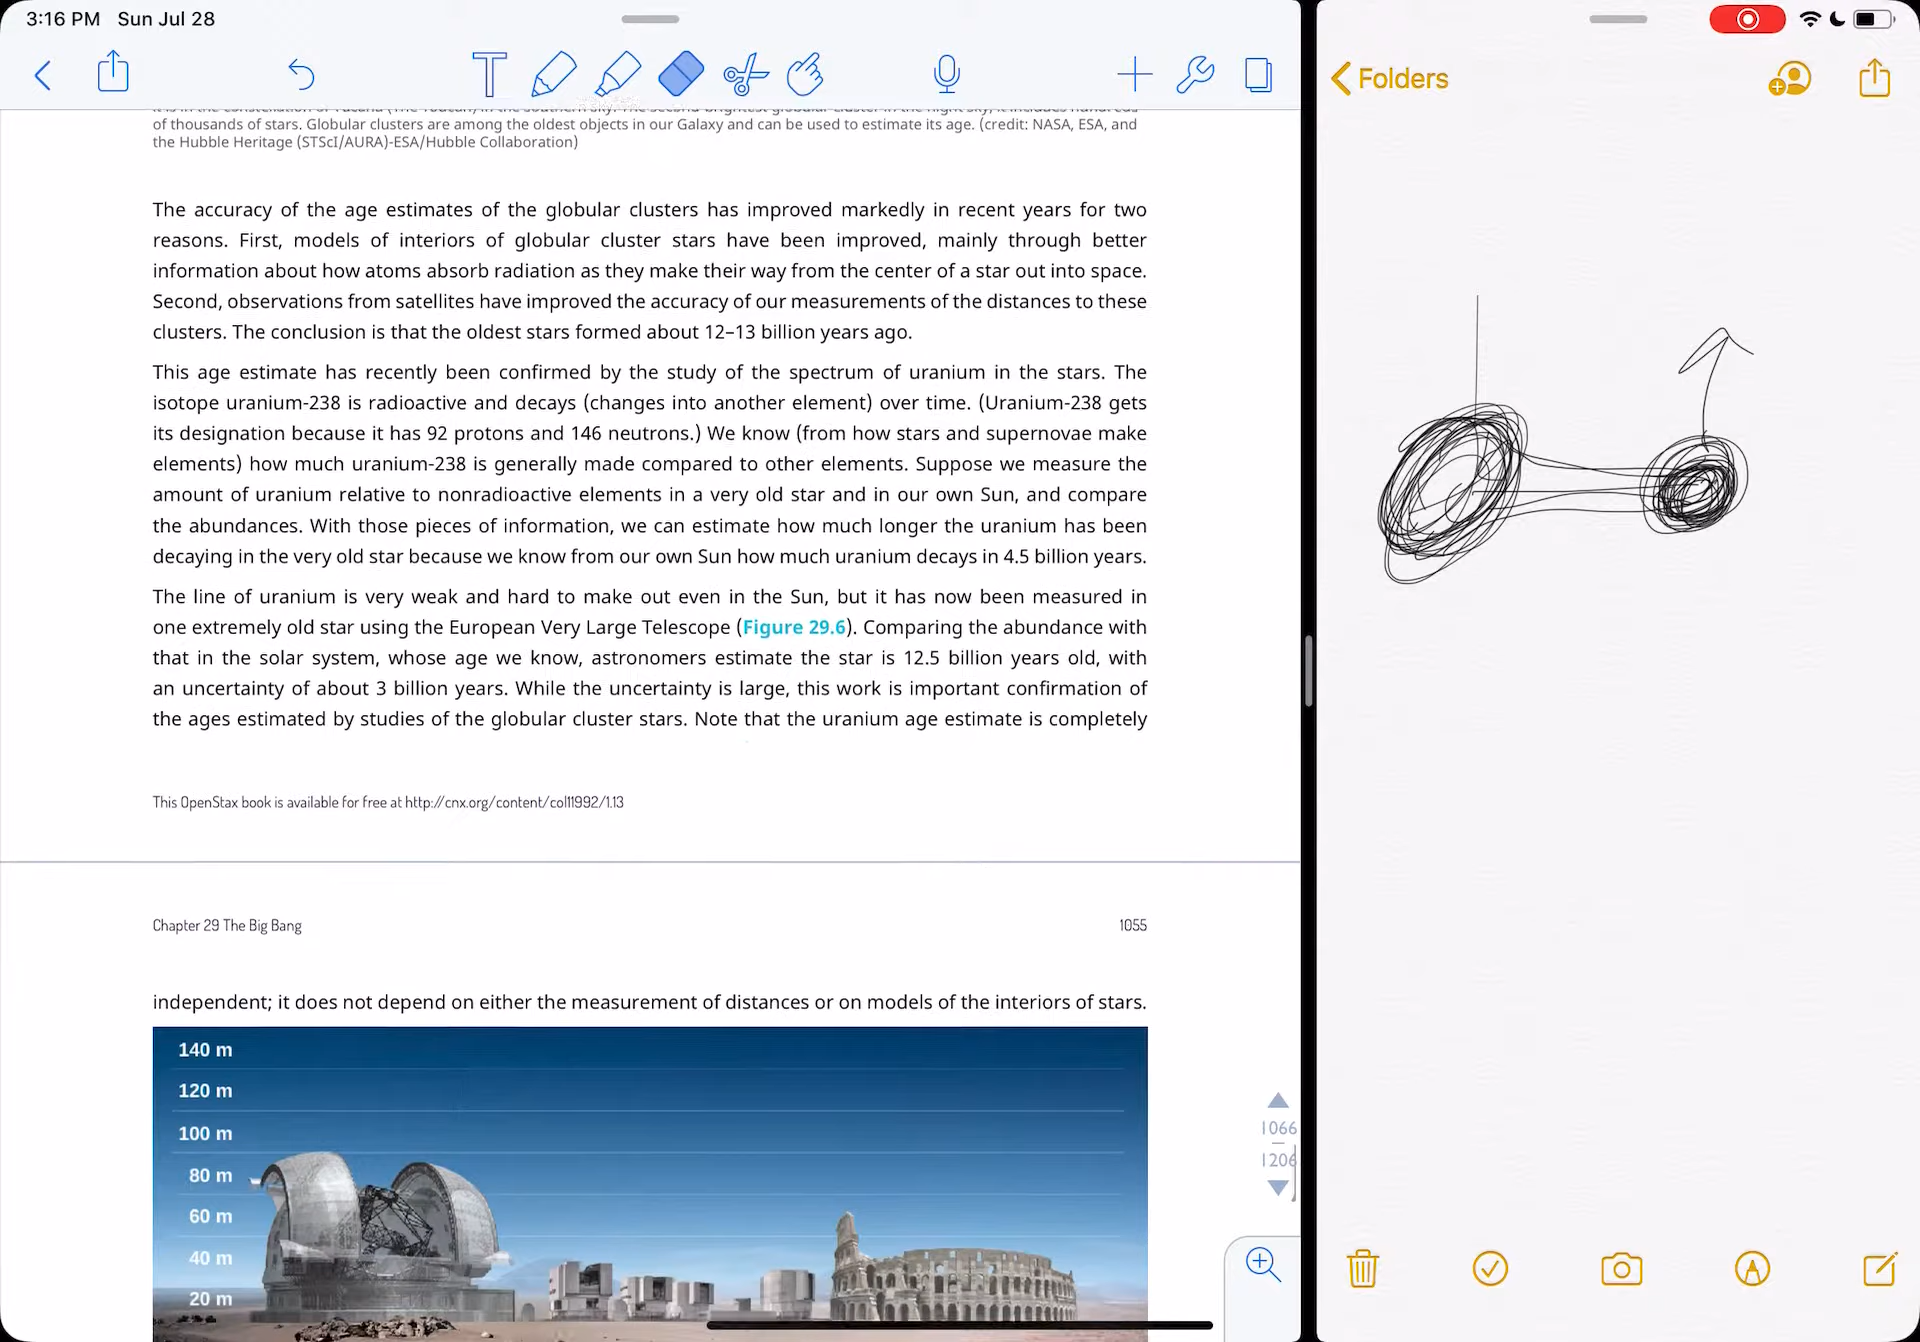 3:16 PM Sun Jul 28
Folders
of thousands of stars. Globular clusters are among the oldest objects in our Galaxy and can be used to estimate its age. (credit: NASA, ESA, and
the Hubble Heritage (STScI/AURA)-ESA/Hubble Collaboration)
The accuracy of the age estimates of the globular clusters has improved markedly in recent years for two
reasons. First, models of interiors of globular cluster stars have been improved, mainly through better
information about how atoms absorb radiation as they make their way from the center of a star out into space.
Second, observations from satellites have improved the accuracy of our measurements of the distances to these
clusters. The conclusion is that the oldest stars formed about 12–13 billion years ago.
This age estimate has recently been confirmed by the study of the spectrum of uranium in the stars. The
isotope uranium-238 is radioactive and decays (changes into another element) over time. (Uranium-238 gets
its designation because it has 92 protons and 146 neutrons.) We know (from how stars and supernovae make
elements) how much uranium-238 is generally made compared to other elements. Suppose we measure the
amount of uranium relative to nonradioactive elements in a very old star and in our own Sun, and compare
the abundances. With those pieces of information, we can estimate how much longer the uranium has been
decaying in the very old star because we know from our own Sun how much uranium decays in 4.5 billion years.
The line of uranium is very weak and hard to make out even in the Sun, but it has now been measured in
one extremely old star using the European Very Large Telescope (Figure 29.6). Comparing the abundance with
that in the solar system, whose age we know, astronomers estimate the star is 12.5 billion years old, with
an uncertainty of about 3 billion years. While the uncertainty is large, this work is important confirmation of
the ages estimated by studies of the globular cluster stars. Note that the uranium age estimate is completely
This OpenStax book is available for free at http://cnx.org/content/col11992/1.13
Chapter 29 The Big Bang 1055
independent; it does not depend on either the measurement of distances or on models of the interiors of stars.
140 m
120 m
100 m
80 m
60 m
40 m
20 m
1066
1206